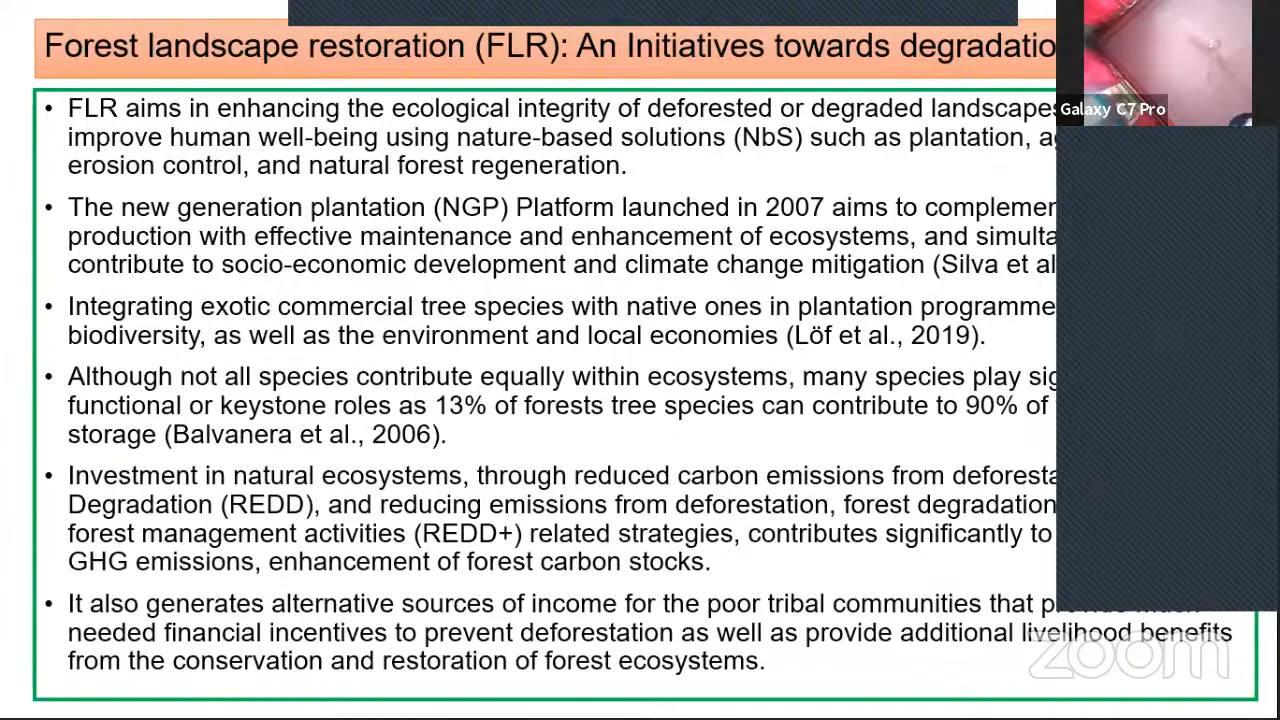 Forest landscape restoration (FLR): An Initiatives towards degradatio
Galaxy C7 Pro
• FLR aims in enhancing the ecological integrity of deforested or degraded landscapes
improve human well-being using nature-based solutions (NbS) such as plantation,
erosion control, and natural forest regeneration.
• The new generation plantation (NGP) Platform launched in 2007 aims to complemen
production with effective maintenance and enhancement of ecosystems, and simulta
contribute to socio-economic development and climate change mitigation (Silva et al
• Integrating exotic commercial tree species with native ones in plantation programme
biodiversity, as well as the environment and local economies (Löf et al., 2019).
• Although not all species contribute equally within ecosystems, many species play sig
functional or keystone roles as 13% of forests tree species can contribute to 90% of
storage (Balvanera et al., 2006).
• Investment in natural ecosystems, through reduced carbon emissions from deforesta
Degradation (REDD), and reducing emissions from deforestation, forest degradation
forest management activities (REDD+) related strategies, contributes significantly to
GHG emissions, enhancement of forest carbon stocks.
• It also generates alternative sources of income for the poor tribal communities that
needed financial incentives to prevent deforestation as well as provide additional livelihood benefits
from the conservation and restoration of forest ecosystems.
zoom